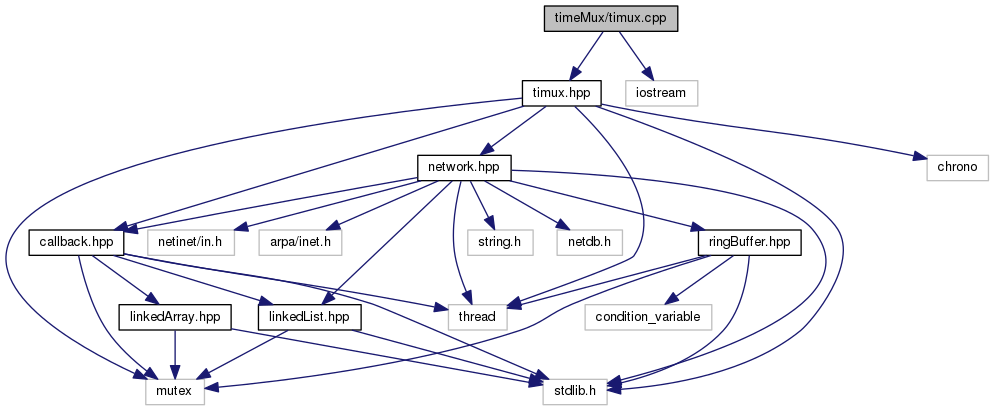 timeMux/timux.cpp
timux.hpp
iostream
network.hpp
chrono
callback.hpp
netinet/in.h
arpa/inet.h
string.h
netdb.h
ringBuffer.hpp
linkedArray.hpp
linkedList.hpp
thread
condition_variable
mutex
stdlib.h